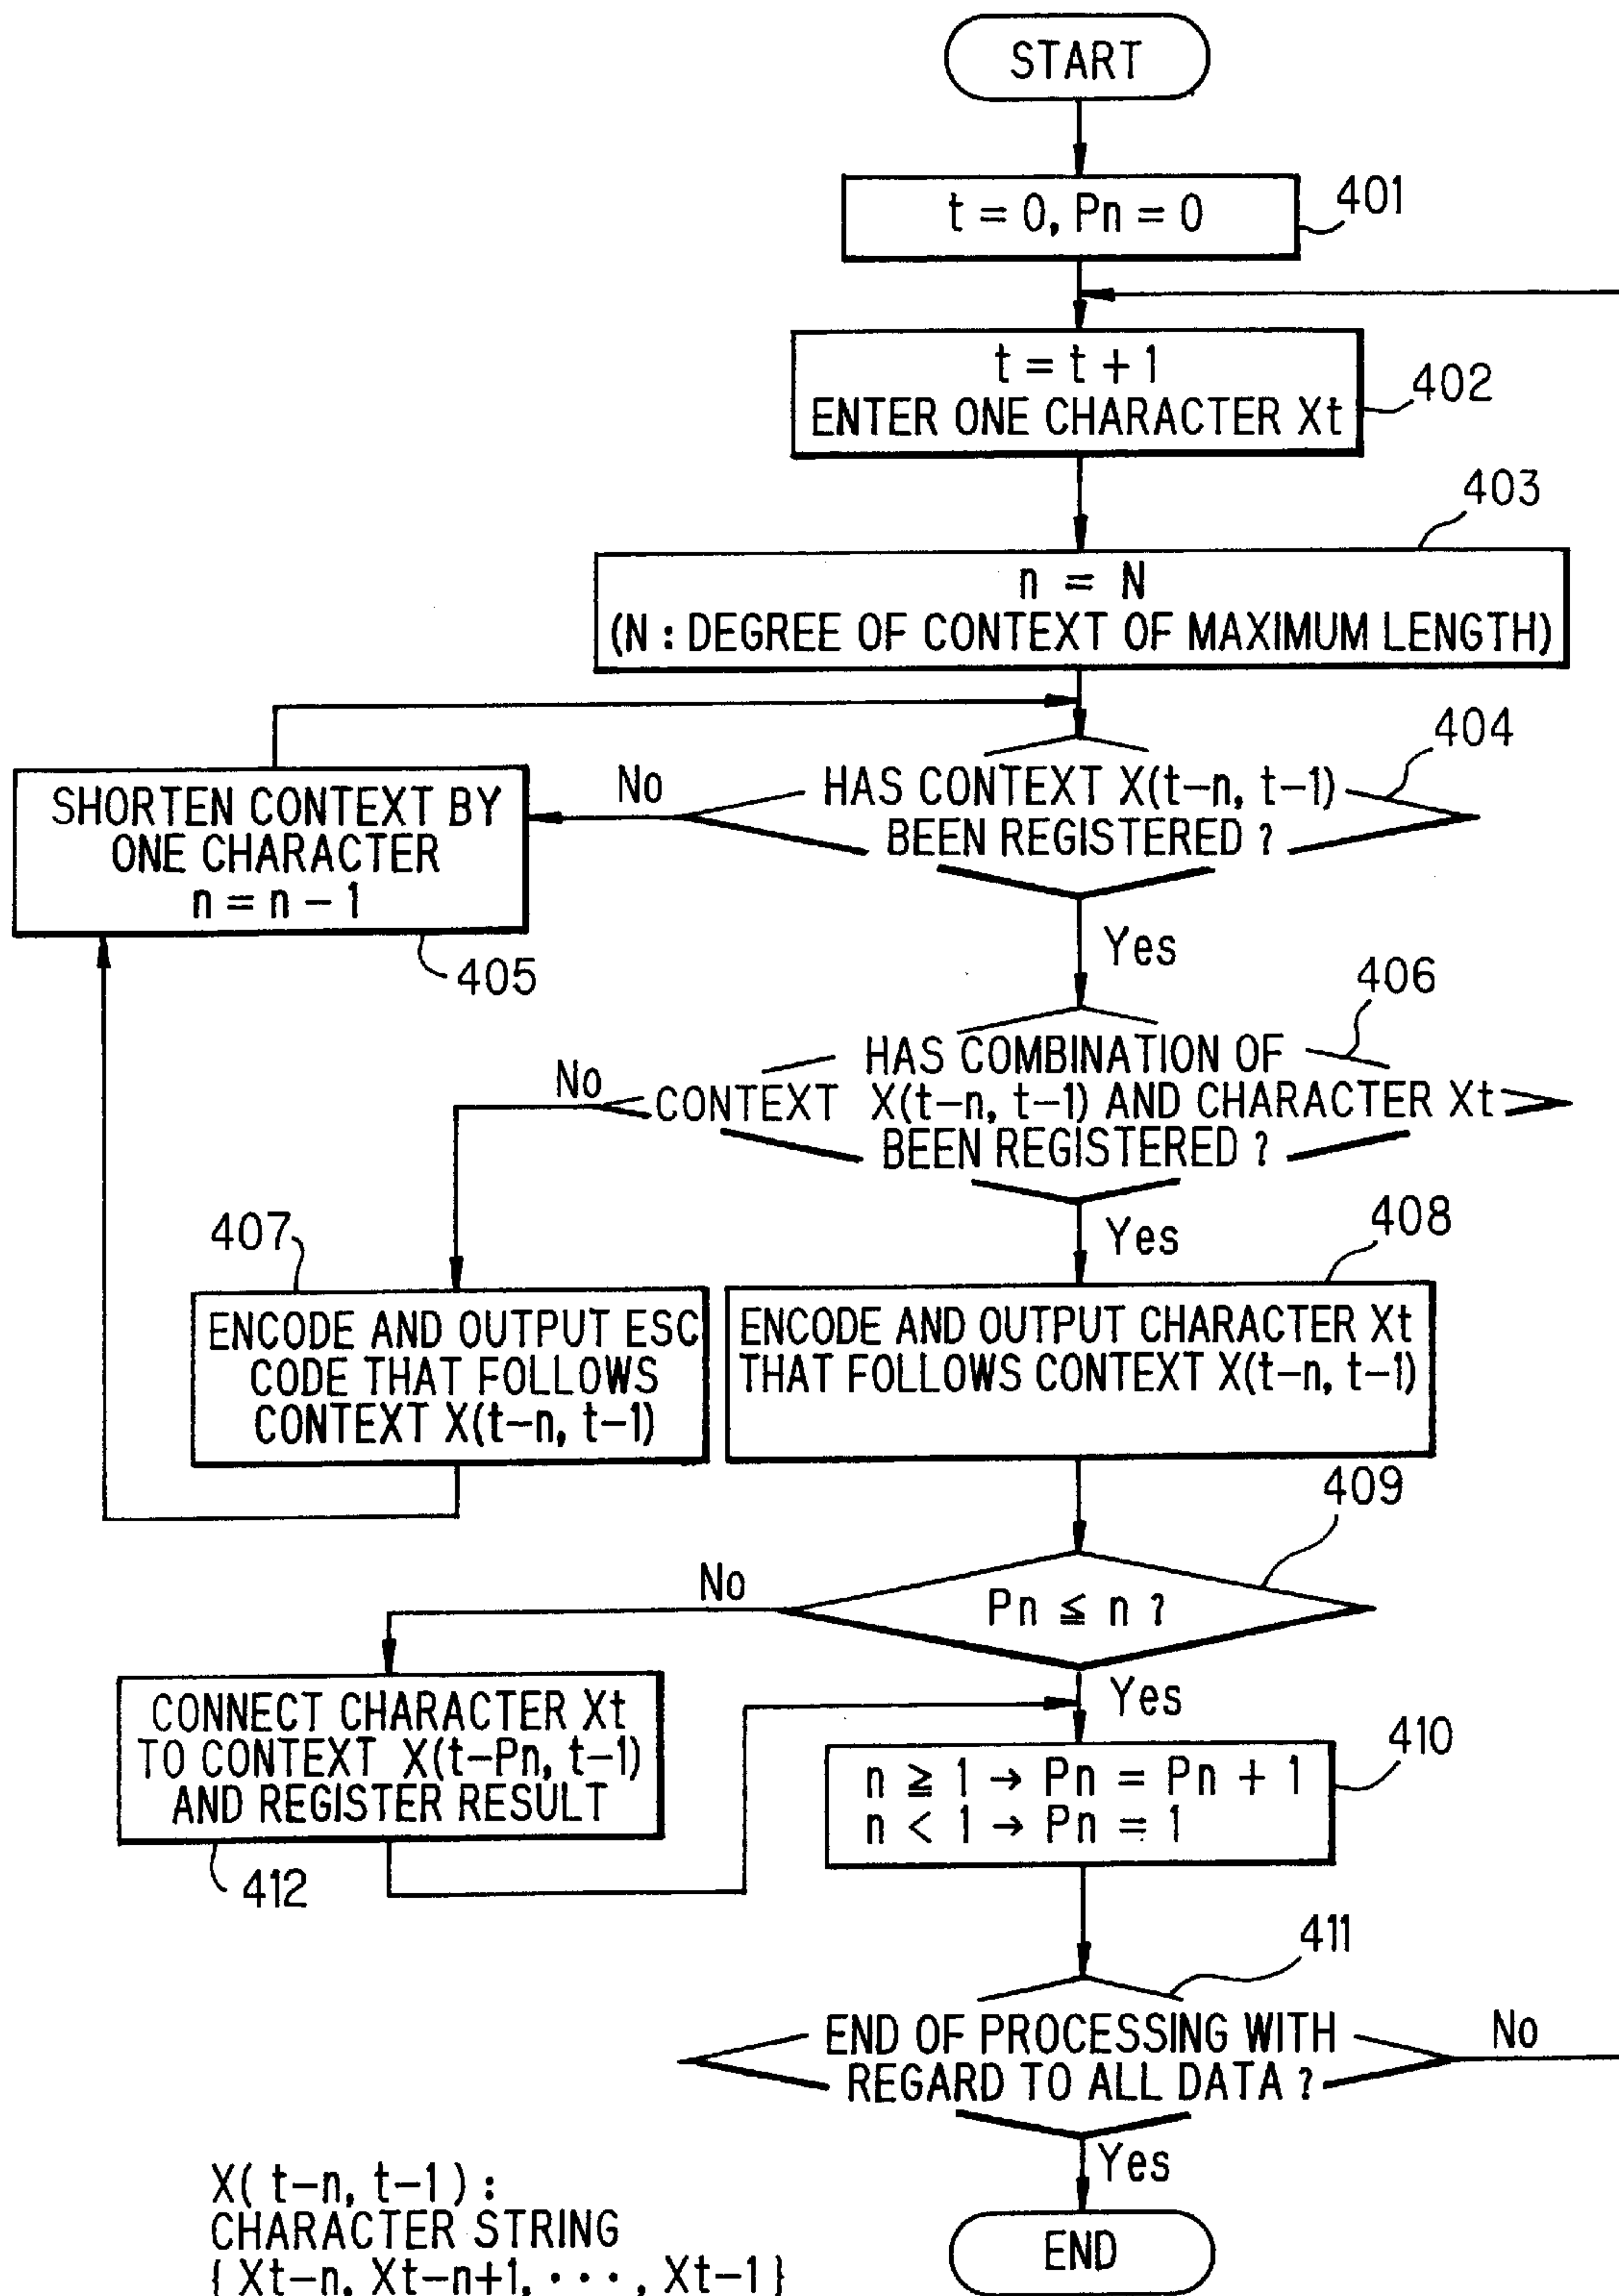 START
t = 0, Pn = 0
401
t = t + 1
ENTER ONE CHARACTER Xt
402
403
n = N
(N : DEGREE OF CONTEXT OF MAXIMUM LENGTH)
404
HAS CONTEXT X(t-n, t-1)
BEEN REGISTERED ?
No
SHORTEN CONTEXT BY
ONE CHARACTER
n = n - 1
405
Yes
406
HAS COMBINATION OF
CONTEXT X(t-n, t-1) AND CHARACTER Xt
BEEN REGISTERED ?
No
Yes
407
ENCODE AND OUTPUT ESC
CODE THAT FOLLOWS
CONTEXT X(t-n, t-1)
408
ENCODE AND OUTPUT CHARACTER Xt
THAT FOLLOWS CONTEXT X(t-n, t-1)
409
Pn ≦ n ?
No
Yes
CONNECT CHARACTER Xt
TO CONTEXT X(t-Pn, t-1)
AND REGISTER RESULT
412
n ≧ 1 → Pn = Pn + 1
n < 1 → Pn = 1
410
411
END OF PROCESSING WITH
REGARD TO ALL DATA ?
No
Yes
END
X( t-n, t-1 ) :
CHARACTER STRING
{ Xt-n, Xt-n+1, · · · , Xt-1 }